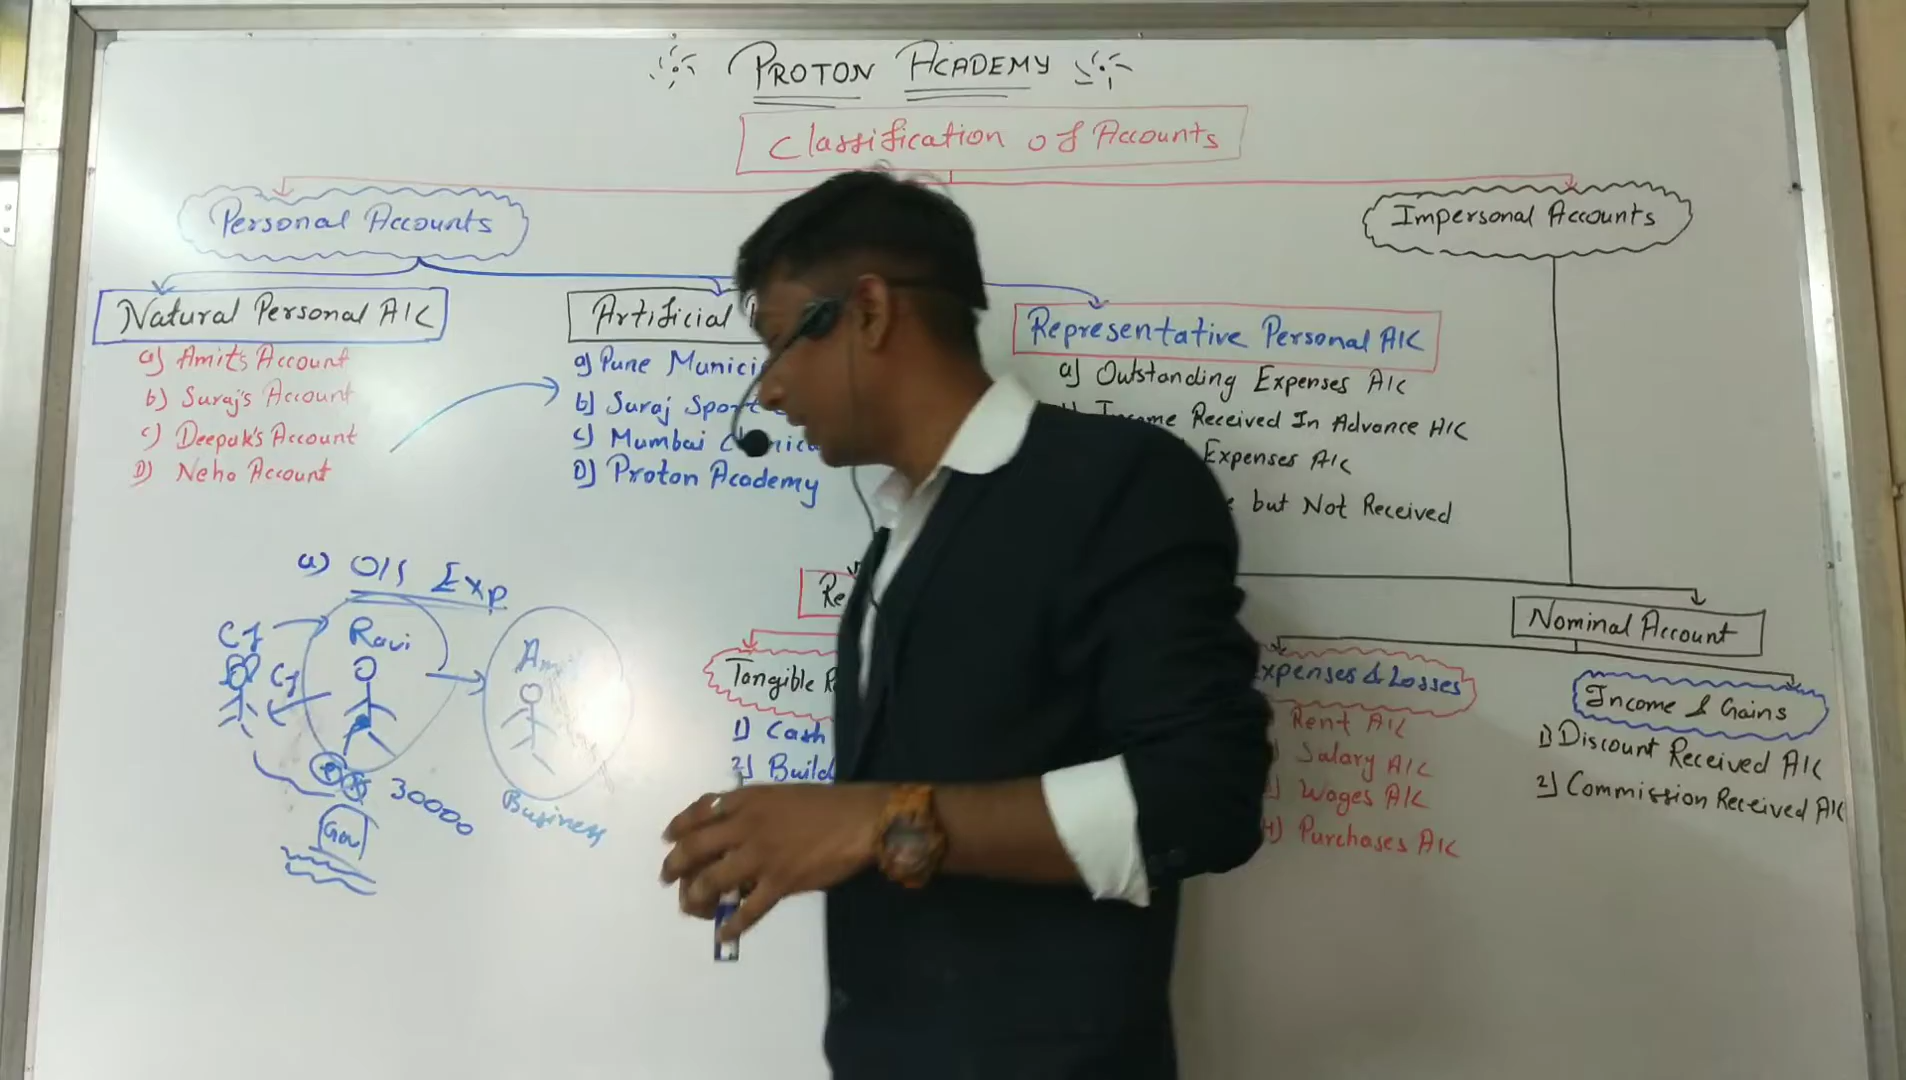 PROTON ACADEMY
Classification of Accounts
Personal Accounts
Impersonal Accounts
Natural Personal A/C
a) Amit's Account
b) Suraj's Account
c) Deepak's Account
D) Neha Account
Artificial
a) Pune Munici
b) Suraj Sport
c) Mumbai
D) Proton Academy
Representative Personal A/C
a) Outstanding Expenses A/C
Income Received In Advance A/C
Expenses A/C
but Not Received
a) O/S Exp
Ravi
Business
30000
Re
Tangible R
1) Cash
2) Build
Nominal Account
Expenses & Losses
Rent A/C
Salary A/C
Wages A/C
4) Purchases A/C
Income & Gains
1) Discount Received A/C
2) Commission Received A/C